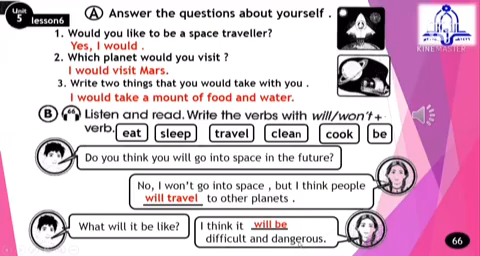 Unit
5 lesson6
A Answer the questions about yourself .
1. Would you like to be a space traveller?
Yes, I would .
2. Which planet would you visit ?
I would visit Mars.
3. Write two things that you would take with you .
I would take a mount of food and water.
B Listen and read. Write the verbs with will/won't +
verb. eat sleep travel clean cook be
Do you think you will go into space in the future?
No, I won't go into space , but I think people
will travel to other planets .
What will it be like?
I think it will be
difficult and dangerous.
KINEMASTER
66